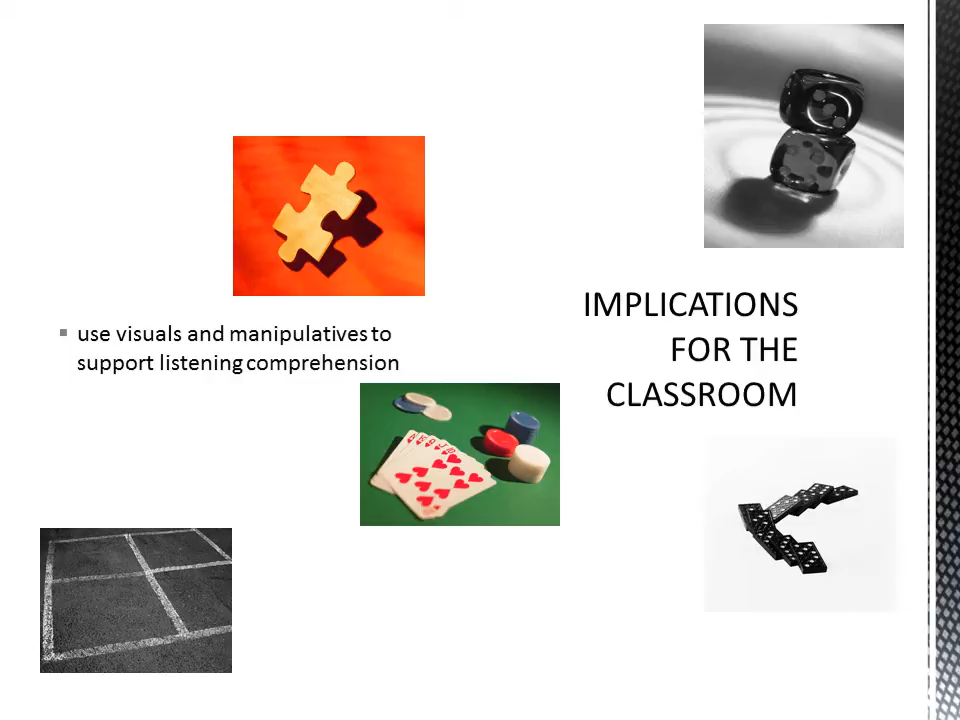 IMPLICATIONS
FOR THE
CLASSROOM
use visuals and manipulatives to
support listening comprehension